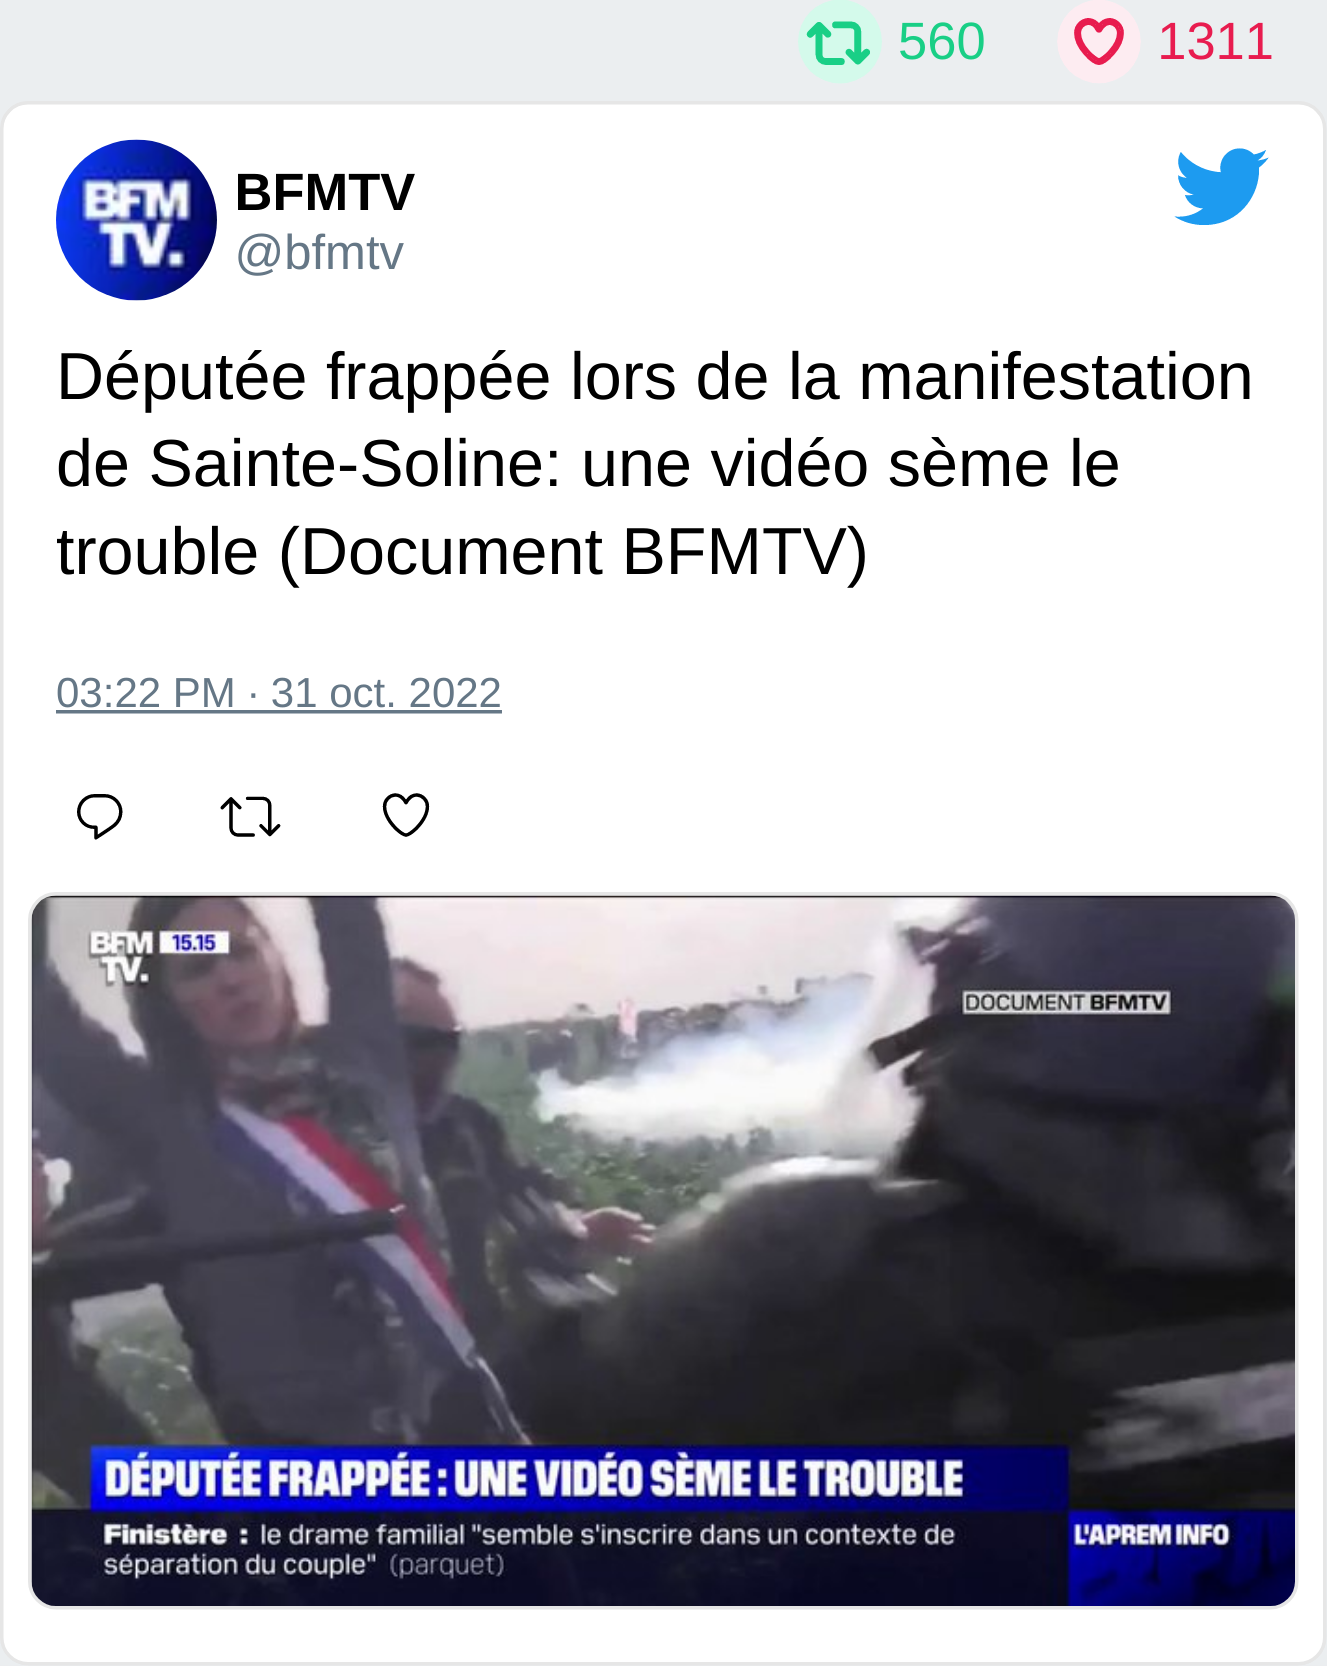 560 1311
BFM
TV.
BFMTV
@bfmtv
Députée frappée lors de la manifestation
de Sainte-Soline: une vidéo sème le
trouble (Document BFMTV)
03:22 PM · 31 oct. 2022
BFM 15.15
TV.
DOCUMENT BFMTV
DÉPUTÉE FRAPPÉE : UNE VIDÉO SÈME LE TROUBLE
Finistère : le drame familial "semble s'inscrire dans un contexte de
séparation du couple" (parquet)
L'APREM INFO